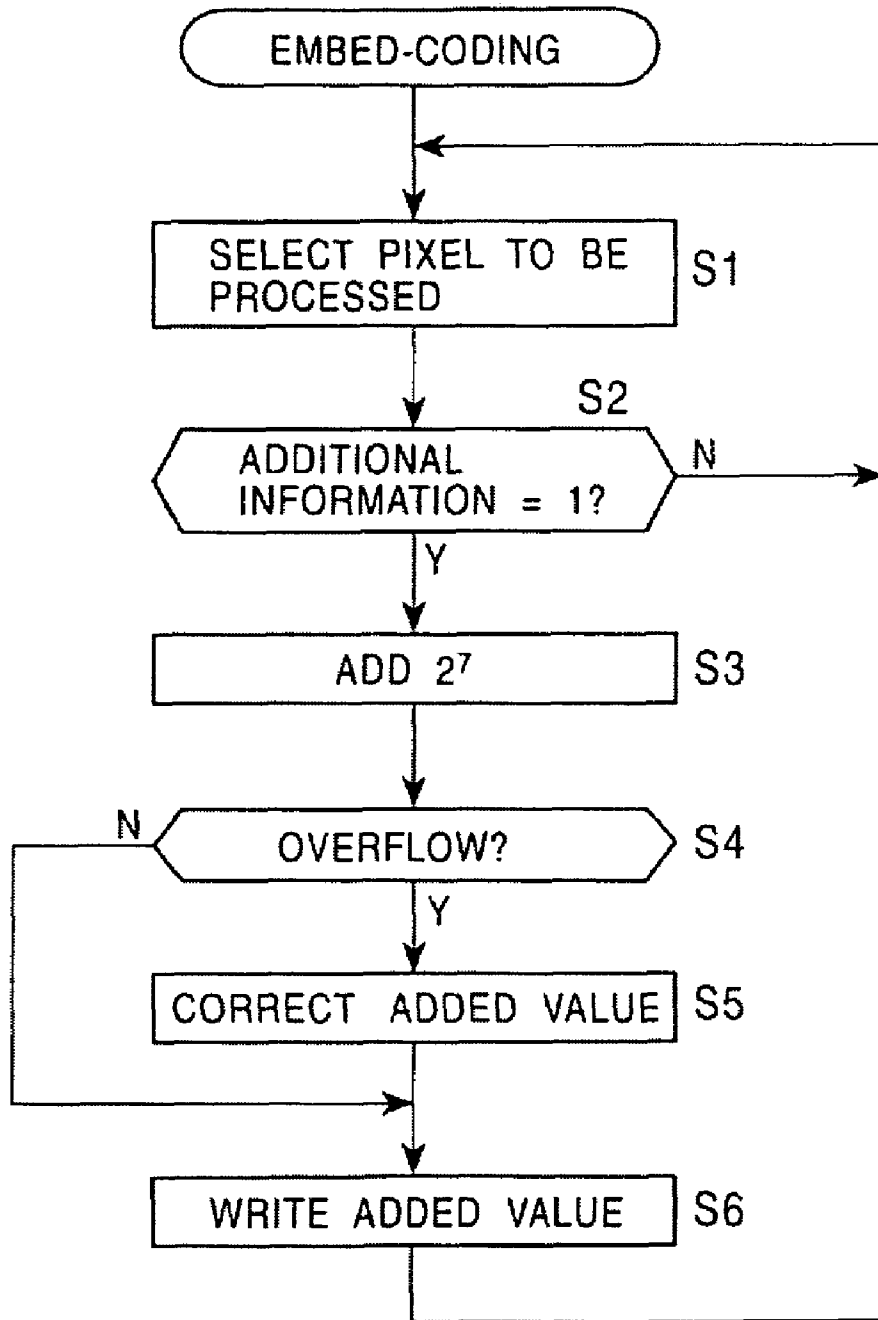 EMBED-CODING
SELECT PIXEL TO BE
PROCESSED
S1
S2
ADDITIONAL
INFORMATION = 1?
N
Y
ADD 2⁷
S3
N
OVERFLOW?
S4
Y
CORRECT ADDED VALUE
S5
WRITE ADDED VALUE
S6